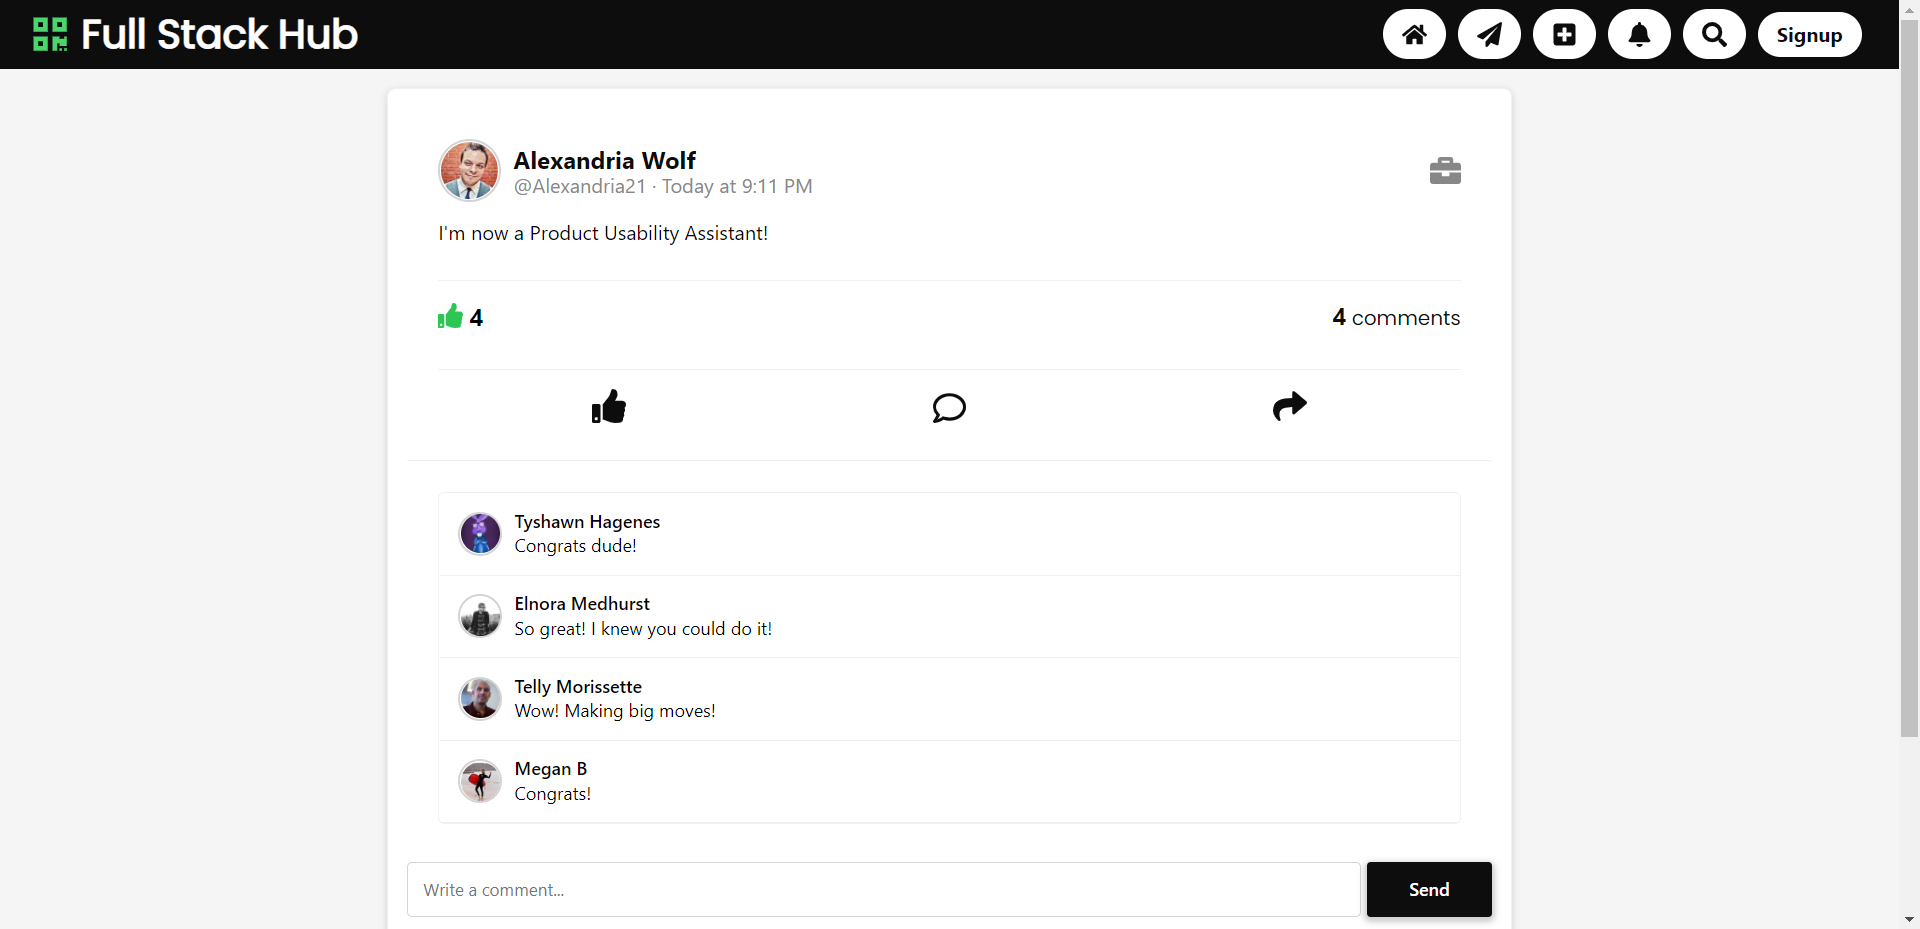 Full Stack Hub
Signup
Alexandria Wolf
@Alexandria21 · Today at 9:11 PM
I'm now a Product Usability Assistant!
4
4 comments
Tyshawn Hagenes
Congrats dude!
Elnora Medhurst
So great! I knew you could do it!
Telly Morissette
Wow! Making big moves!
Megan B
Congrats!
Write a comment...
Send